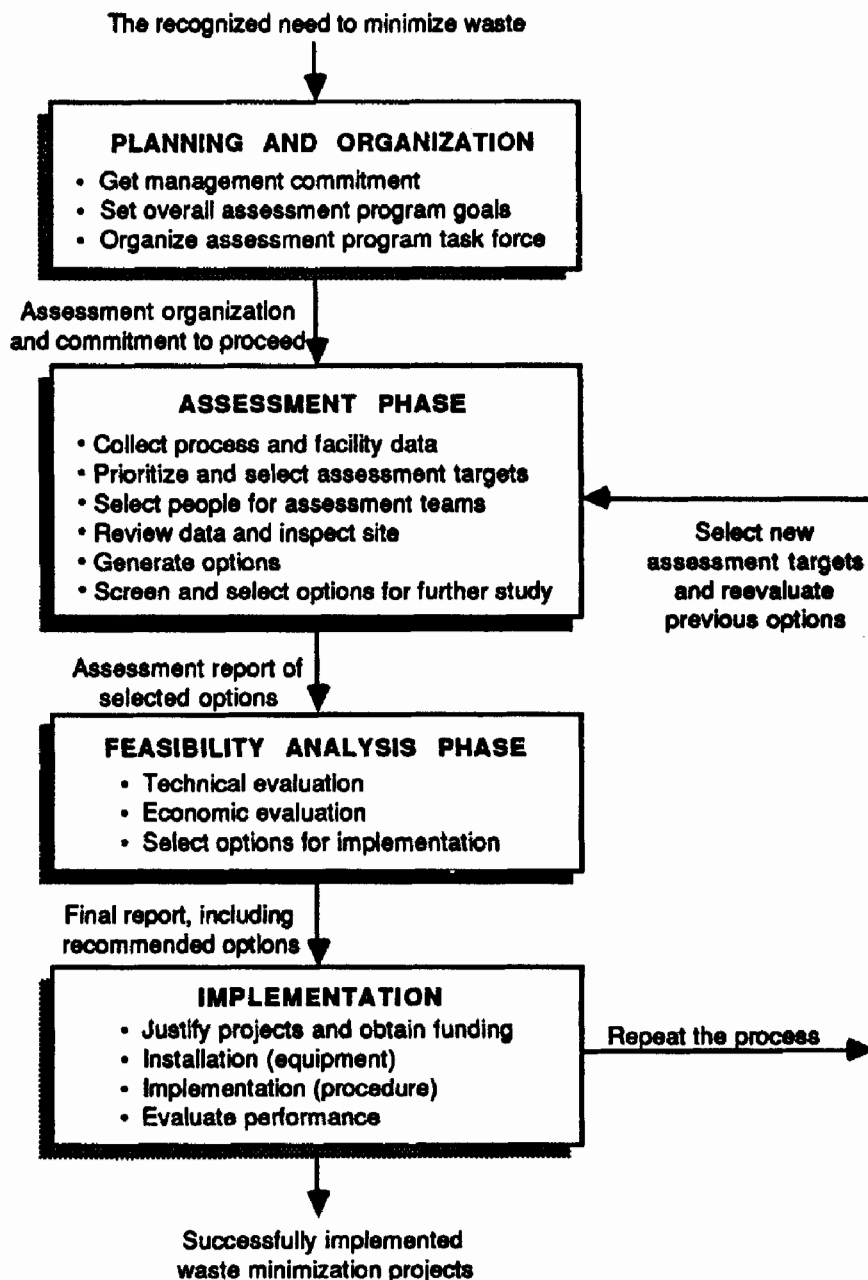 The recognized need to minimize waste
PLANNING AND ORGANIZATION
• Get management commitment
• Set overall assessment program goals
• Organize assessment program task force
Assessment organization
and commitment to proceed
ASSESSMENT PHASE
• Collect process and facility data
• Prioritize and select assessment targets
• Select people for assessment teams
• Review data and inspect site
• Generate options
• Screen and select options for further study
Select new
assessment targets
and reevaluate
previous options
Assessment report of
selected options
FEASIBILITY ANALYSIS PHASE
• Technical evaluation
• Economic evaluation
• Select options for implementation
Final report, including
recommended options
IMPLEMENTATION
• Justify projects and obtain funding
• Installation (equipment)
• Implementation (procedure)
• Evaluate performance
Repeat the process
Successfully implemented
waste minimization projects